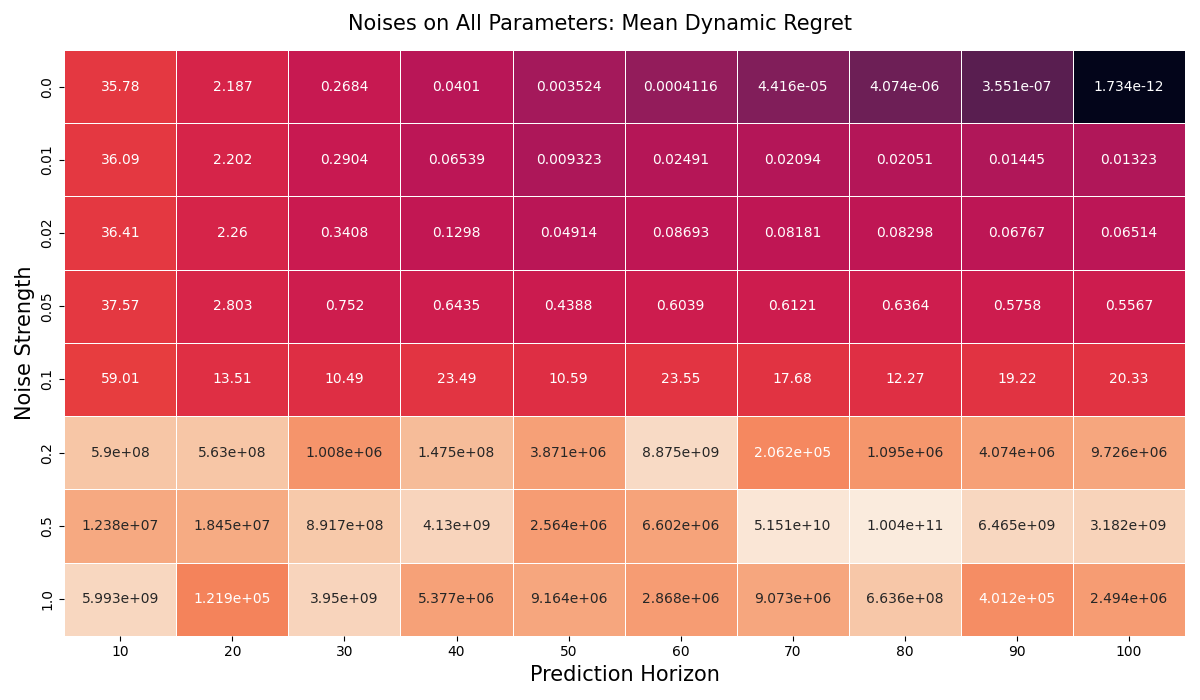 Noises on All Parameters: Mean Dynamic Regret
Noise Strength
0.0 35.78 2.187 0.2684 0.0401 0.003524 0.0004116 4.416e-05 4.074e-06 3.551e-07 1.734e-12
0.01 36.09 2.202 0.2904 0.06539 0.009323 0.02491 0.02094 0.02051 0.01445 0.01323
0.02 36.41 2.26 0.3408 0.1298 0.04914 0.08693 0.08181 0.08298 0.06767 0.06514
0.05 37.57 2.803 0.752 0.6435 0.4388 0.6039 0.6121 0.6364 0.5758 0.5567
0.1 59.01 13.51 10.49 23.49 10.59 23.55 17.68 12.27 19.22 20.33
0.2 5.9e+08 5.63e+08 1.008e+06 1.475e+08 3.871e+06 8.875e+09 2.062e+05 1.095e+06 4.074e+06 9.726e+06
0.5 1.238e+07 1.845e+07 8.917e+08 4.13e+09 2.564e+06 6.602e+06 5.151e+10 1.004e+11 6.465e+09 3.182e+09
1.0 5.993e+09 1.219e+05 3.95e+09 5.377e+06 9.164e+06 2.868e+06 9.073e+06 6.636e+08 4.012e+05 2.494e+06
10 20 30 40 50 60 70 80 90 100
Prediction Horizon